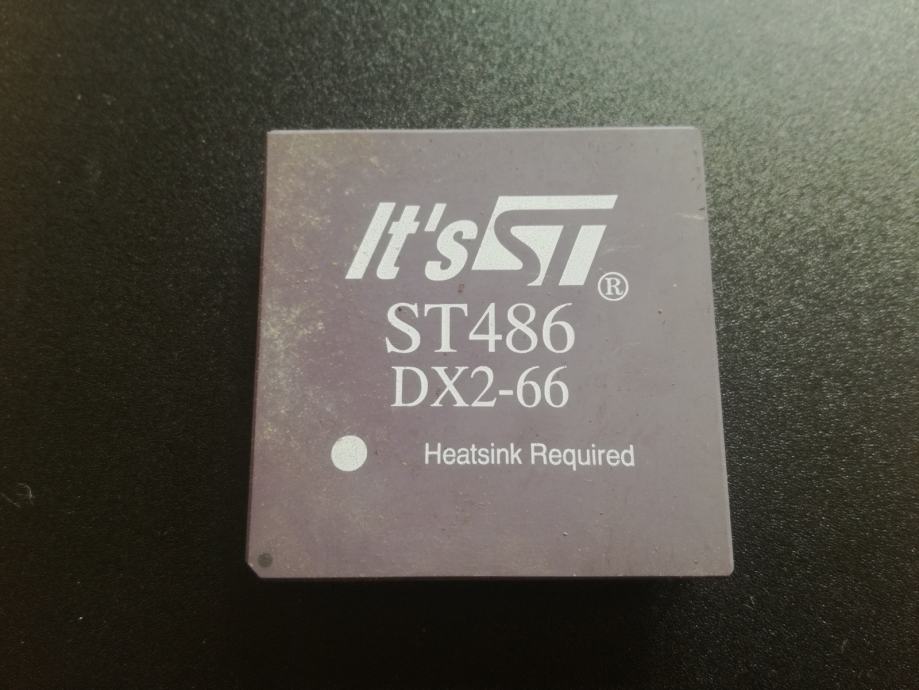 It's ST®
ST486
DX2-66
Heatsink Required